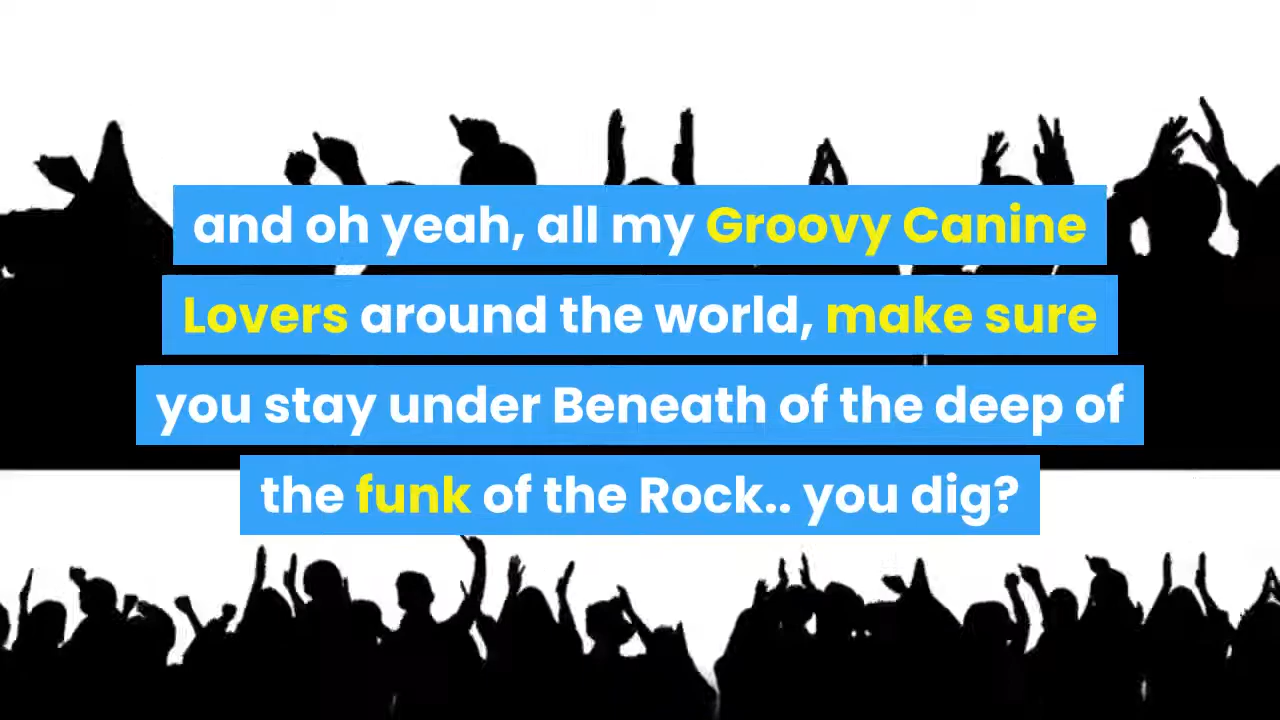 and oh yeah, all my Groovy Canine
Lovers around the world, make sure
you stay under Beneath of the deep of
the funk of the Rock.. you dig?